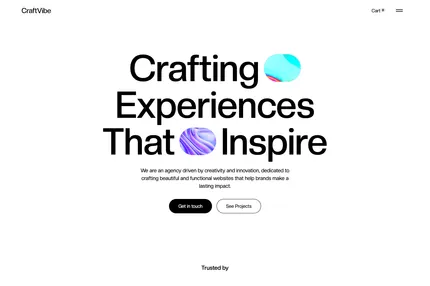 CraftVibe
Cart
Crafting
Experiences
That Inspire
We are an agency driven by creativity and innovation, dedicated to
crafting beautiful and functional websites that help brands make a
lasting impact.
Get in touch
See Projects
Trusted by